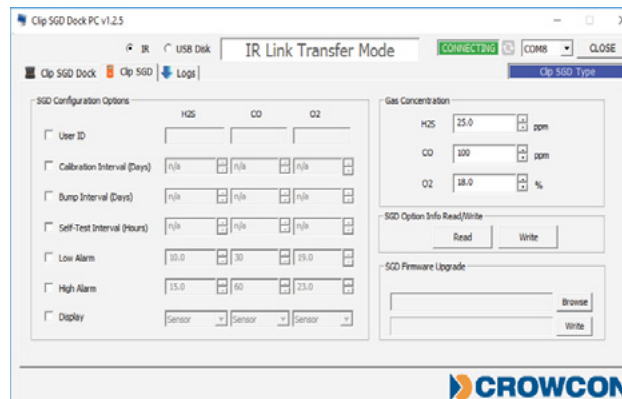 Clip SGD Dock PC v1.2.5
IR USB Disk IR Link Transfer Mode CONNECTING COM8 CLOSE
Clip SGD Dock Clip SGD Logs Clip SGD Type
SGD Configuration Options
H2S CO O2
User ID
Calibration Interval (Days) n/a n/a n/a
Bump Interval (Days) n/a n/a n/a
Self-Test Interval (Hours) n/a n/a n/a
Low Alarm 10.0 30 19.0
High Alarm 15.0 60 23.0
Display Sensor Sensor Sensor
Gas Concentration
H2S 25.0 ppm
CO 100 ppm
O2 18.0 %
SGD Option Info Read/Write
Read Write
SGD Firmware Upgrade
Browse
Write
CROWCON